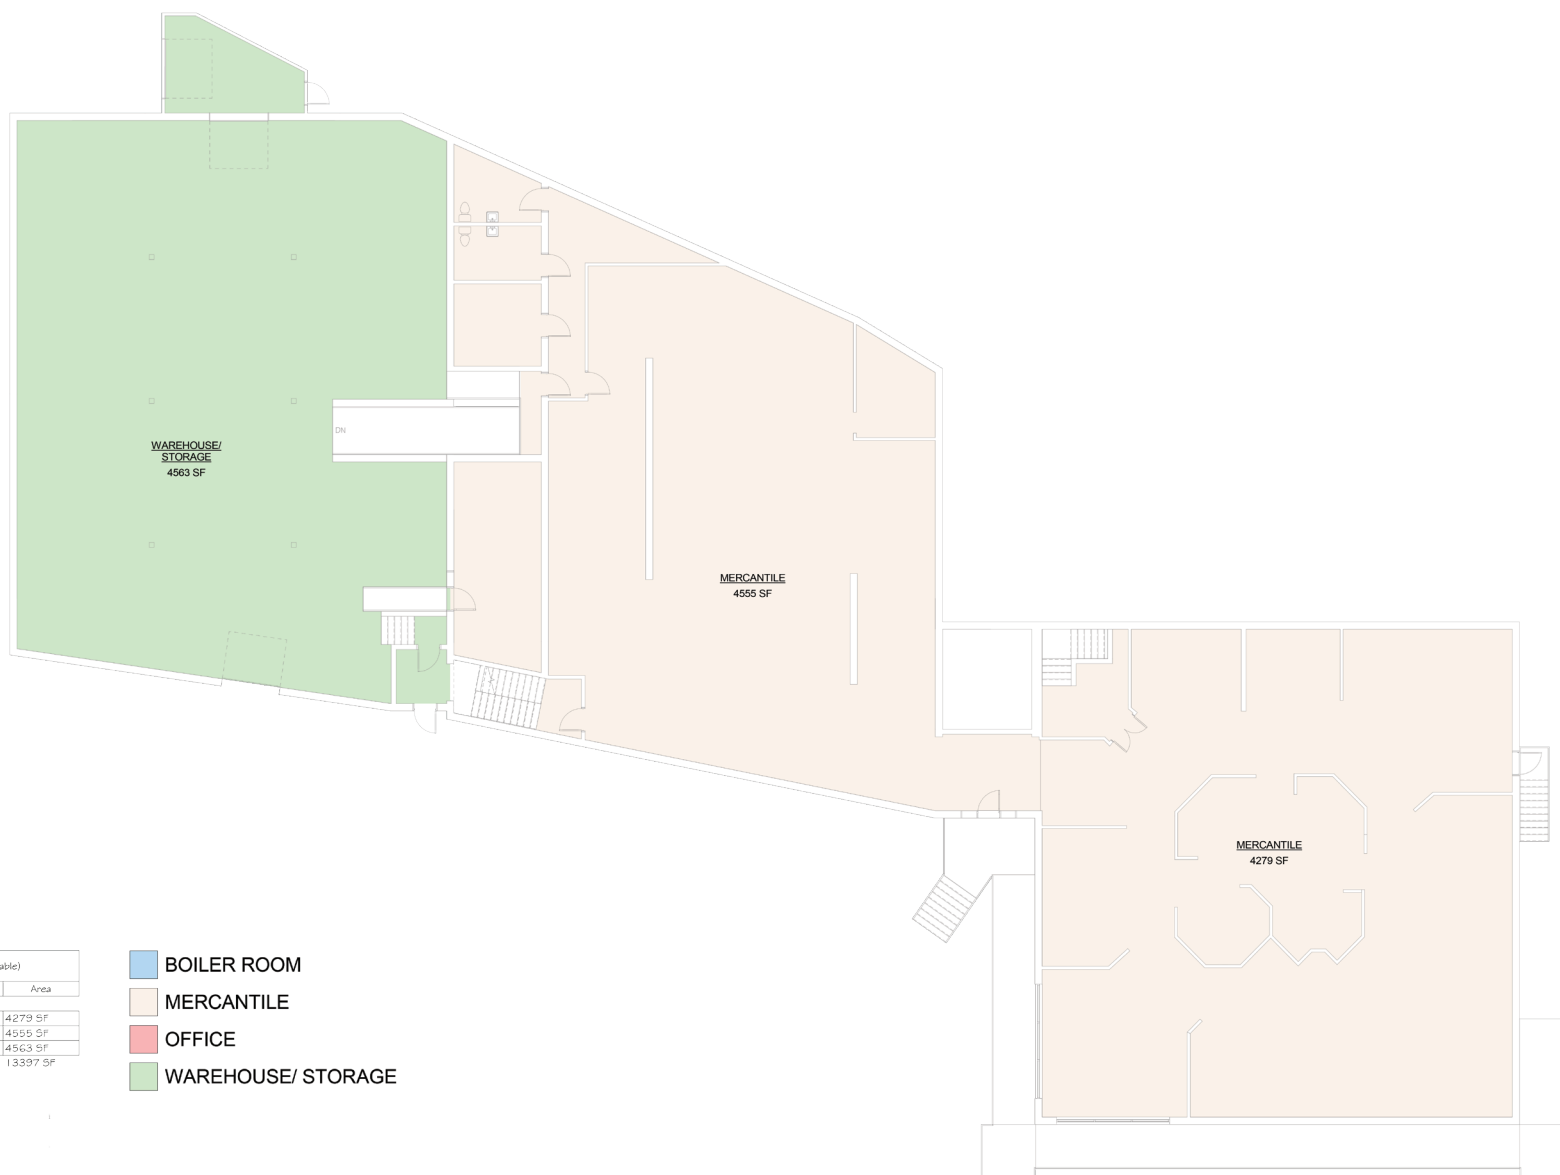 WAREHOUSE/
STORAGE
4563 SF
DN
MERCANTILE
4555 SF
MERCANTILE
4279 SF
able)
Area
4279 SF
4555 SF
4563 SF
13397 SF
BOILER ROOM
MERCANTILE
OFFICE
WAREHOUSE/ STORAGE